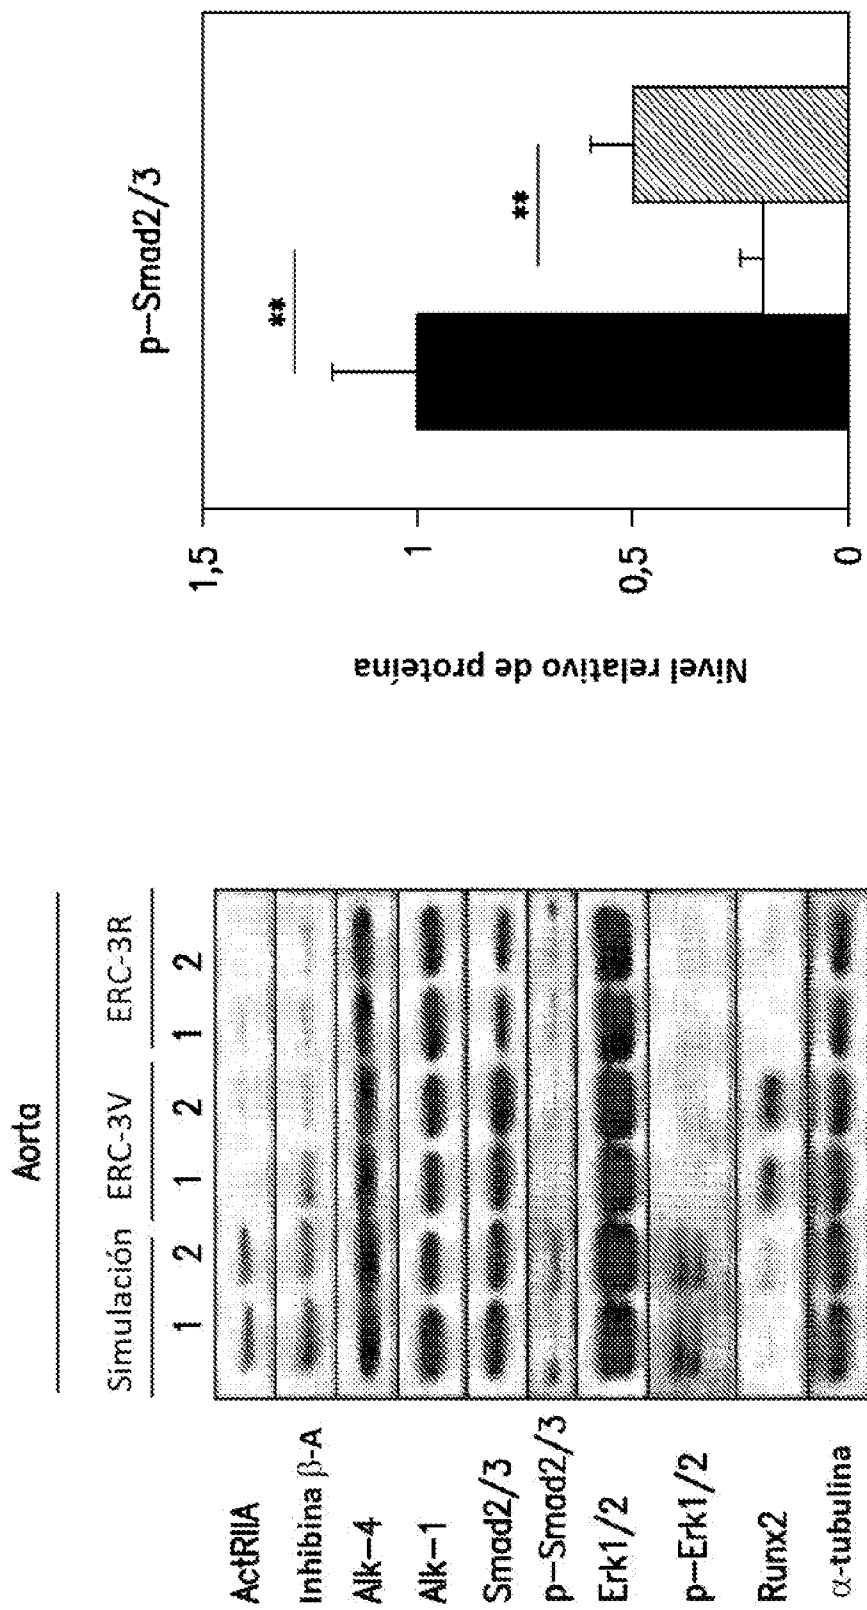 Aorta
Simulación ERC-3V ERC-3R
1 2 1 2 1 2
ActRIIA
Inhibina β-A
Alk-4
Alk-1
Smad2/3
p-Smad2/3
Erk1/2
p-Erk1/2
Runx2
α-tubulina
p-Smad2/3
Nivel relativo de proteína
1,5
1
0,5
0
**
**